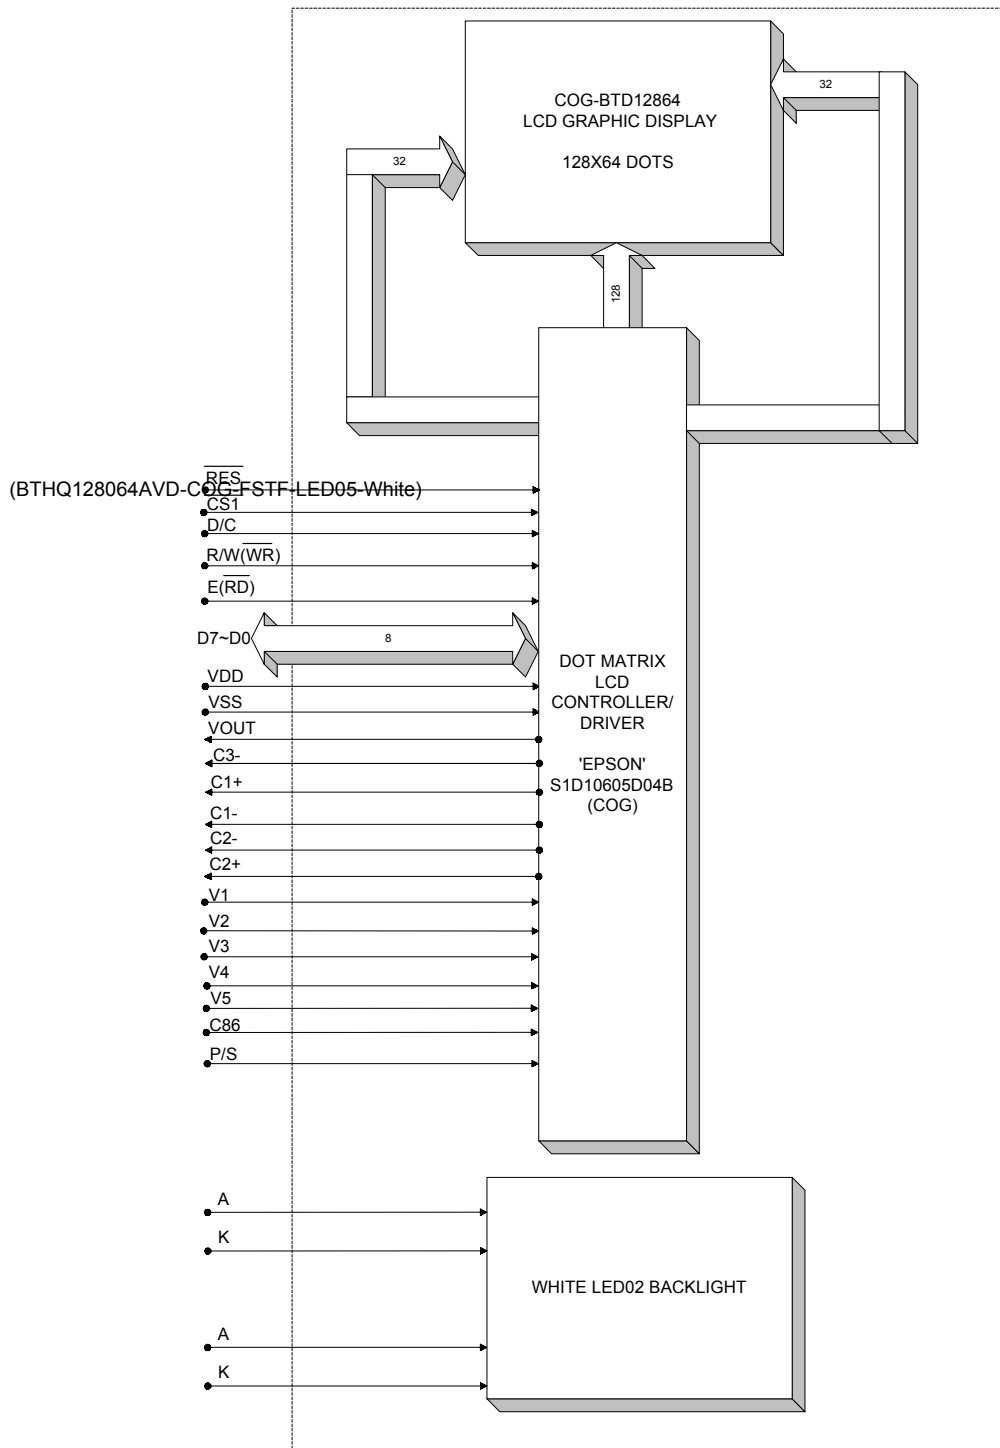 COG-BTD12864
LCD GRAPHIC DISPLAY
128X64 DOTS
32
32
128
RES
(BTHQ128064AVD-COG-FSTF-LED05-White)
CS1
D/C
R/W(WR)
E(RD)
D7~D0
8
VDD
VSS
VOUT
C3-
C1+
C1-
C2-
C2+
V1
V2
V3
V4
V5
C86
P/S
DOT MATRIX
LCD
CONTROLLER/
DRIVER
'EPSON'
S1D10605D04B
(COG)
A
K
A
K
WHITE LED02 BACKLIGHT